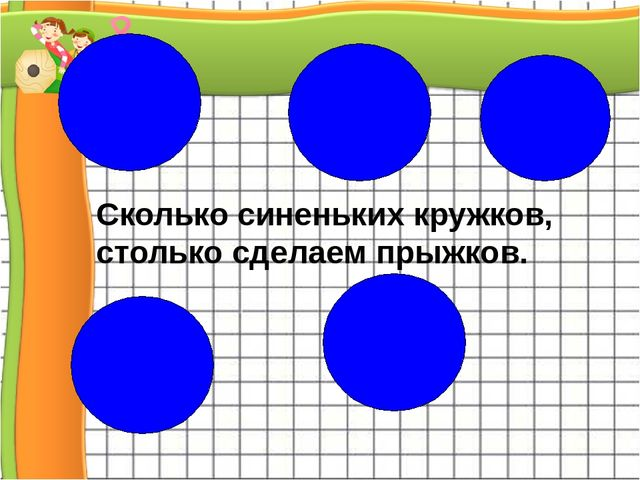 Сколько синеньких кружков,
столько сделаем прыжков.